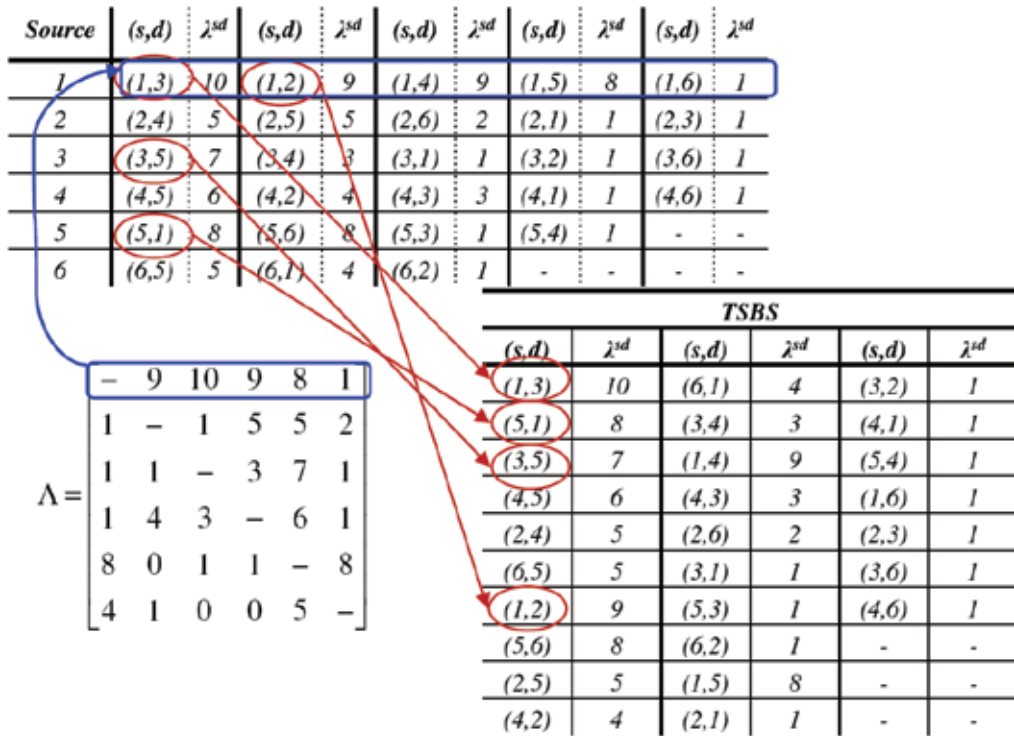 Source (s,d) λsd (s,d) λsd (s,d) λsd (s,d) λsd (s,d) λsd
1 (1,3) 10 (1,2) 9 (1,4) 9 (1,5) 8 (1,6) 1
2 (2,4) 5 (2,5) 5 (2,6) 2 (2,1) 1 (2,3) 1
3 (3,5) 7 (3,4) 3 (3,1) 1 (3,2) 1 (3,6) 1
4 (4,5) 6 (4,2) 4 (4,3) 3 (4,1) 1 (4,6) 1
5 (5,1) 8 (5,6) 8 (5,3) 1 (5,4) 1 - -
6 (6,5) 5 (6,1) 4 (6,2) 1 - - - -
Λ =
– 9 10 9 8 1
1 – 1 5 5 2
1 1 – 3 7 1
1 4 3 – 6 1
8 0 1 1 – 8
4 1 0 0 5 –
TSBS
(s,d) λsd (s,d) λsd (s,d) λsd
(1,3) 10 (6,1) 4 (3,2) 1
(5,1) 8 (3,4) 3 (4,1) 1
(3,5) 7 (1,4) 9 (5,4) 1
(4,5) 6 (4,3) 3 (1,6) 1
(2,4) 5 (2,6) 2 (2,3) 1
(6,5) 5 (3,1) 1 (3,6) 1
(1,2) 9 (5,3) 1 (4,6) 1
(5,6) 8 (6,2) 1 - -
(2,5) 5 (1,5) 8 - -
(4,2) 4 (2,1) 1 - -